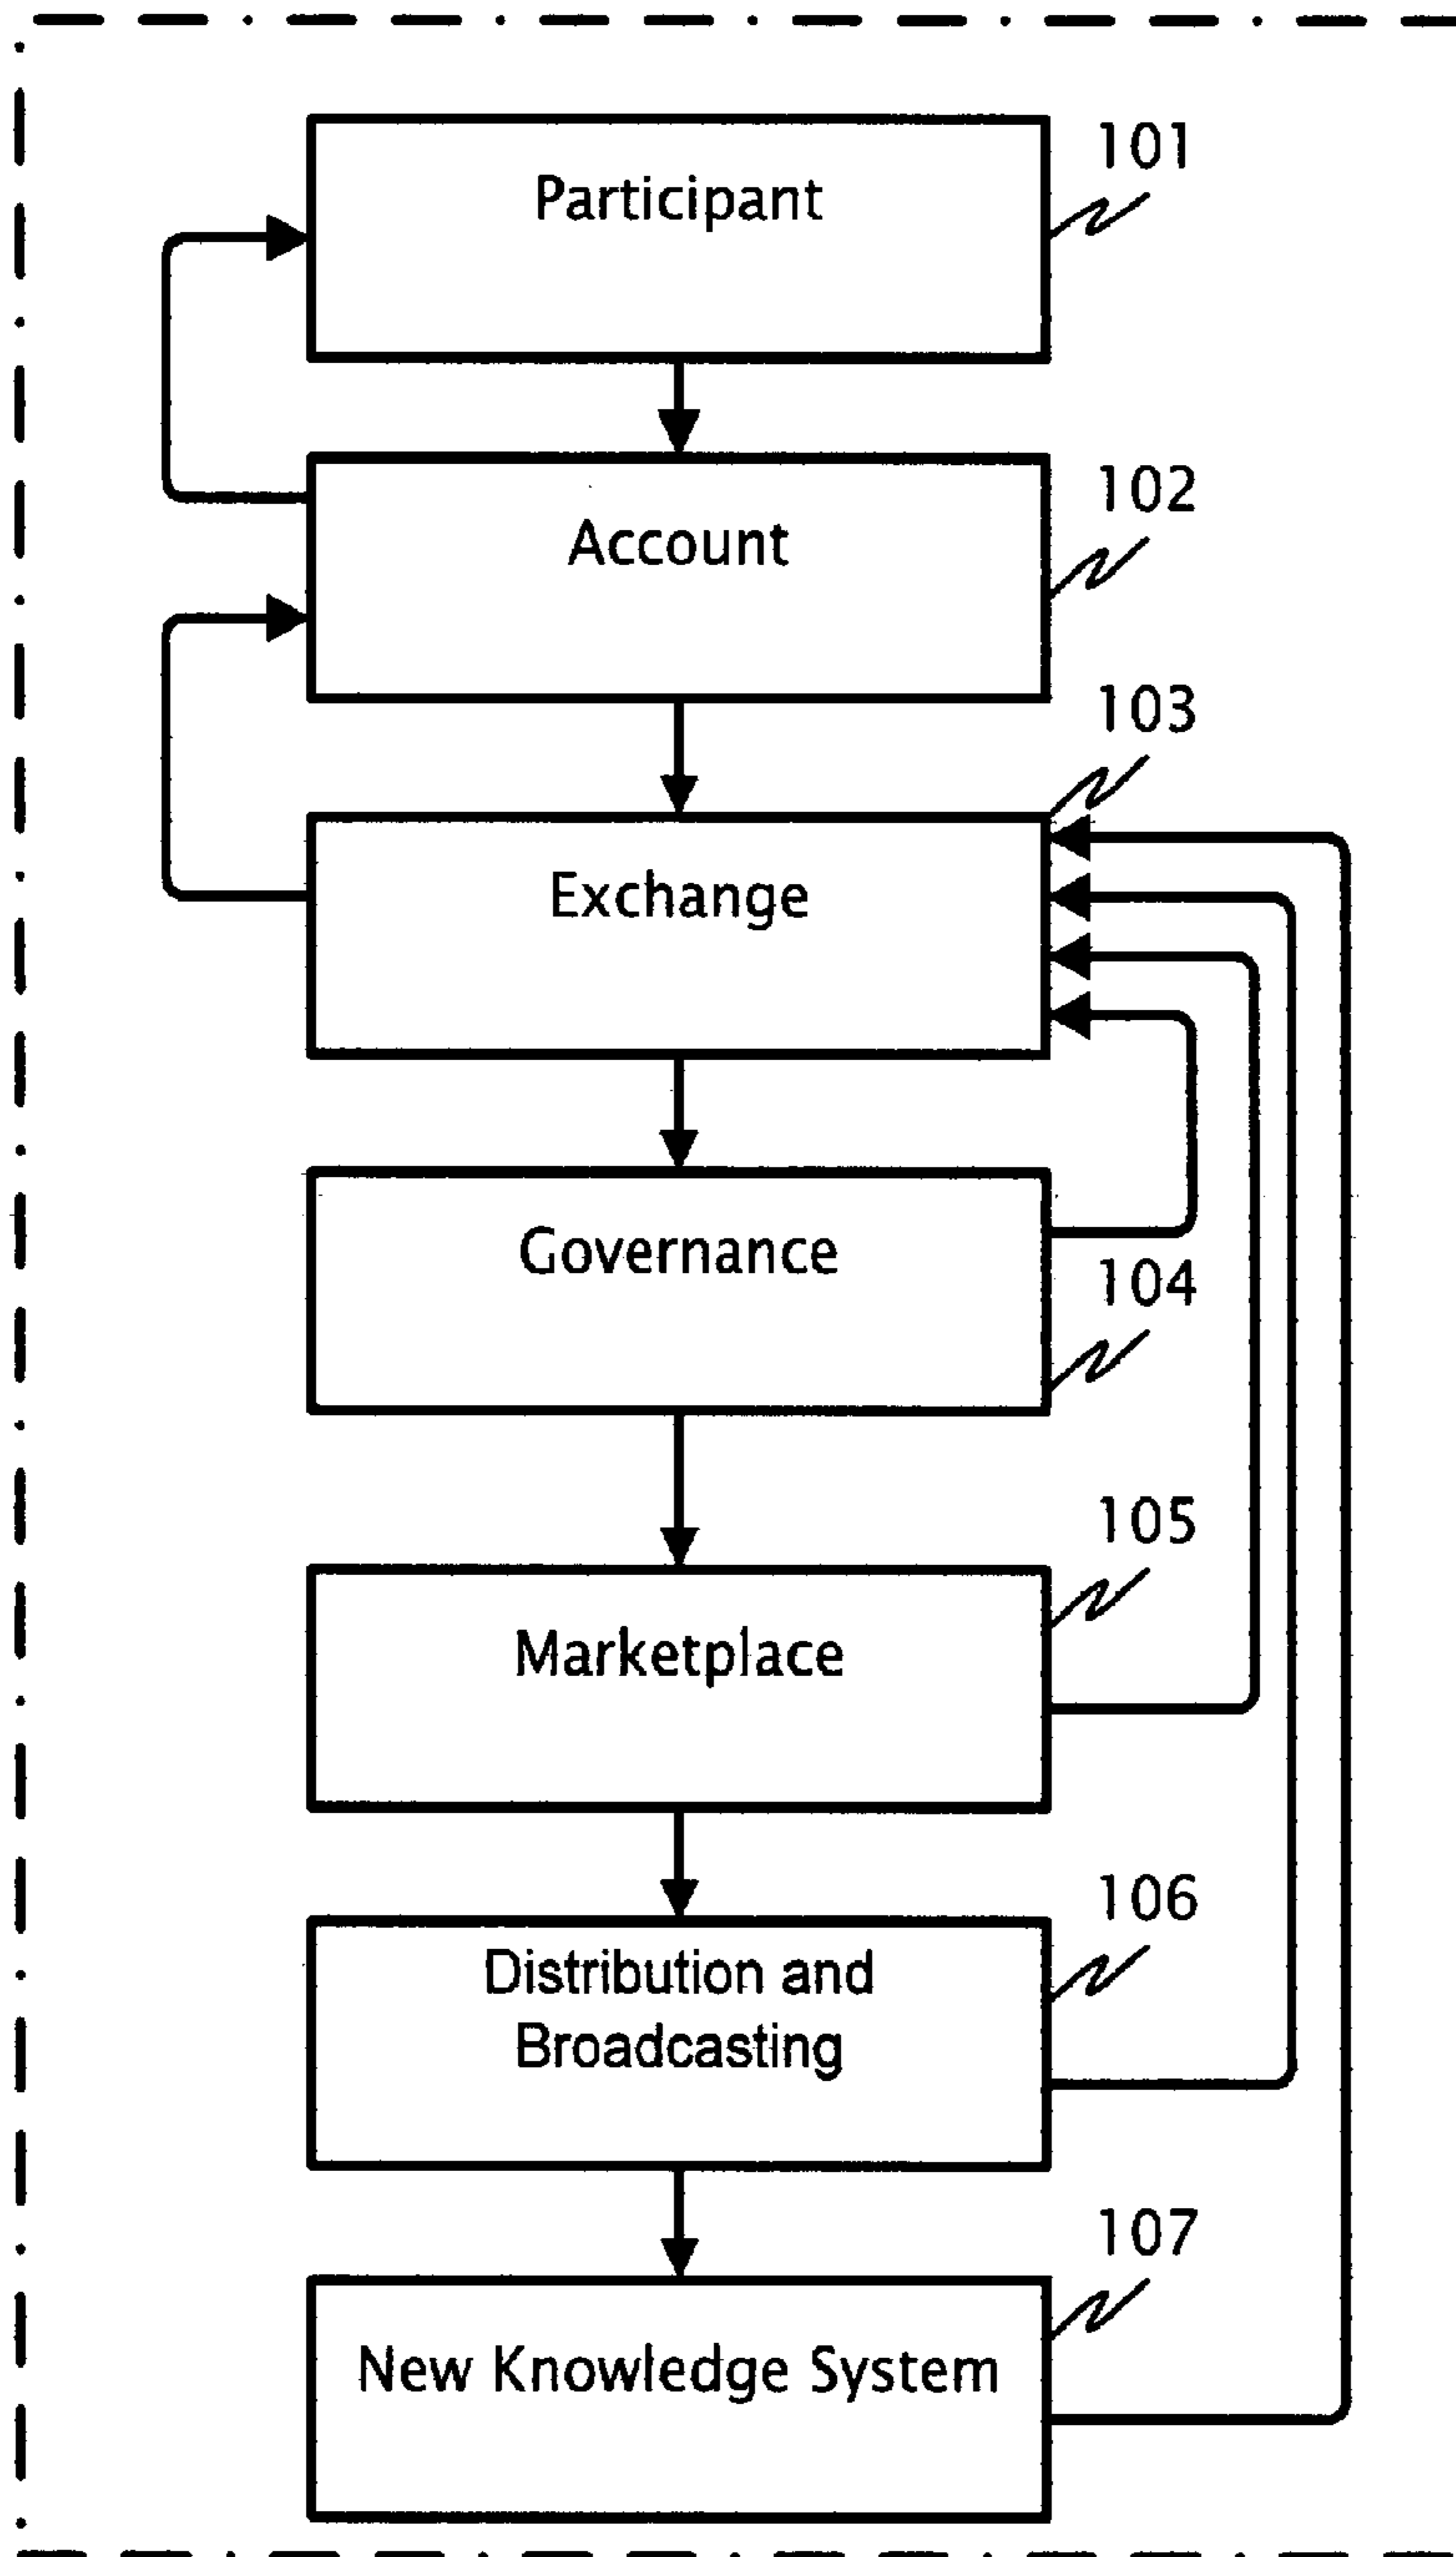 101
Participant
102
Account
103
Exchange
Governance
104
105
Marketplace
106
Distribution and
Broadcasting
107
New Knowledge System